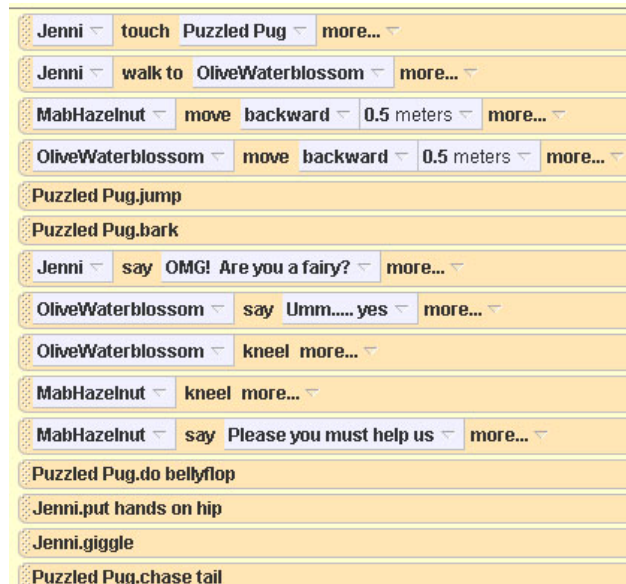 Jenni touch Puzzled Pug more...
Jenni walk to OliveWaterblossom more...
MabHazelnut move backward 0.5 meters more...
OliveWaterblossom move backward 0.5 meters more...
Puzzled Pug.jump
Puzzled Pug.bark
Jenni say OMG! Are you a fairy? more...
OliveWaterblossom say Umm..... yes more...
OliveWaterblossom kneel more...
MabHazelnut kneel more...
MabHazelnut say Please you must help us more...
Puzzled Pug.do bellyflop
Jenni.put hands on hip
Jenni.giggle
Puzzled Pug.chase tail